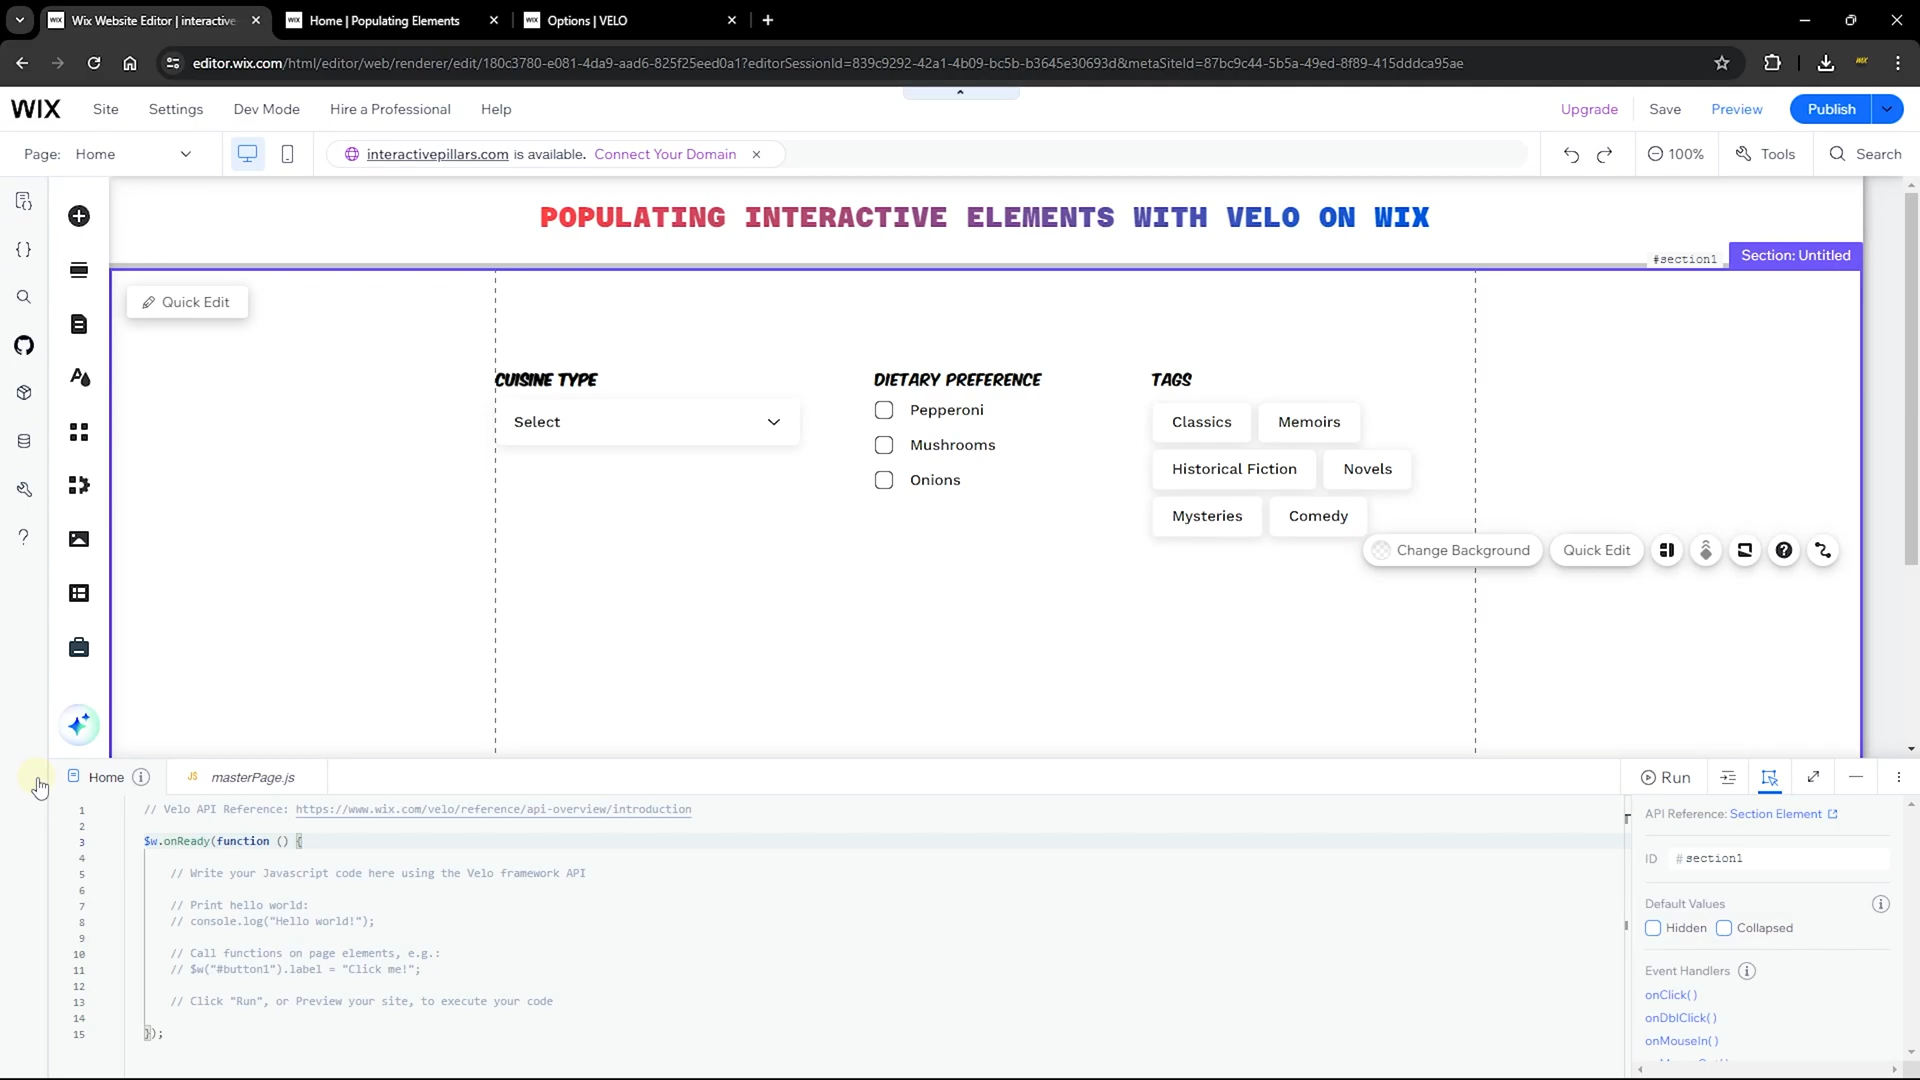 WIX Wix Website Editor | interactive
WIX Home | Populating Elements
WIX Options | VELO
editor.wix.com/html/editor/web/renderer/edit/180c3780-e081-4da9-aad6-825f25eed0a1?editorSessionId=839c9292-42a1-4b09-bc5b-b3645e30693d&metaSiteId=87bc9c44-5b5a-49ed-8f89-415dddca95ae
WIX Site Settings Dev Mode Hire a Professional Help Upgrade Save Preview Publish
Page: Home interactivepillars.com is available. Connect Your Domain 100% Tools Search
POPULATING INTERACTIVE ELEMENTS WITH VELO ON WIX
#section1 Section: Untitled
Quick Edit
CUISINE TYPE
Select
DIETARY PREFERENCE
Pepperoni
Mushrooms
Onions
TAGS
Classics Memoirs
Historical Fiction Novels
Mysteries Comedy
Change Background Quick Edit
Home JS masterPage.js Run
1 // Velo API Reference: https://www.wix.com/velo/reference/api-overview/introduction
2
3 $w.onReady(function () {
4
5 // Write your Javascript code here using the Velo framework API
6
7 // Print hello world:
8 // console.log("Hello world!");
9
10 // Call functions on page elements, e.g.:
11 // $w("#button1").label = "Click me!";
12
13 // Click "Run", or Preview your site, to execute your code
14
15 });
API Reference: Section Element
ID # section1
Default Values
Hidden Collapsed
Event Handlers
onClick()
onDblClick()
onMouseIn()